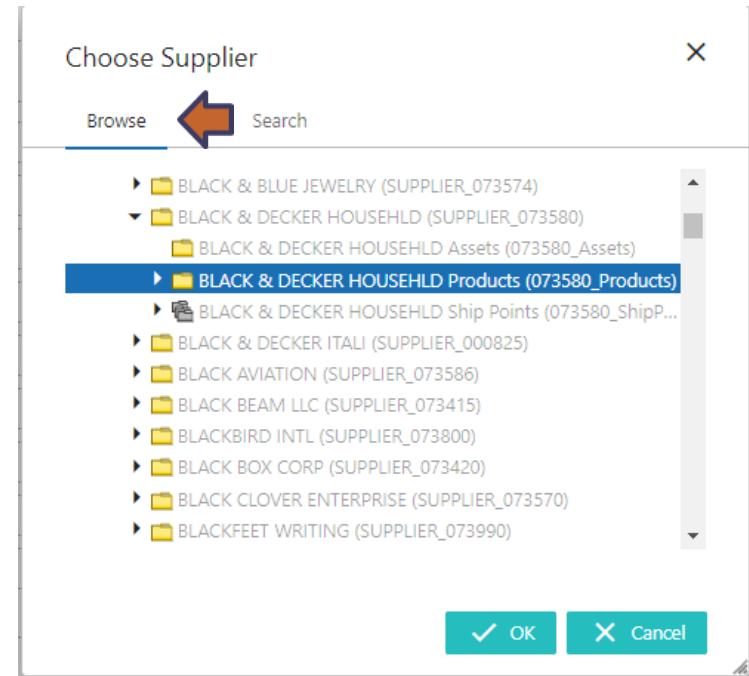 Choose Supplier
Browse Search
BLACK & BLUE JEWELRY (SUPPLIER_073574)
BLACK & DECKER HOUSEHLD (SUPPLIER_073580)
BLACK & DECKER HOUSEHLD Assets (073580_Assets)
BLACK & DECKER HOUSEHLD Products (073580_Products)
BLACK & DECKER HOUSEHLD Ship Points (073580_ShipP...
BLACK & DECKER ITALI (SUPPLIER_000825)
BLACK AVIATION (SUPPLIER_073586)
BLACK BEAM LLC (SUPPLIER_073415)
BLACKBIRD INTL (SUPPLIER_073800)
BLACK BOX CORP (SUPPLIER_073420)
BLACK CLOVER ENTERPRISE (SUPPLIER_073570)
BLACKFEET WRITING (SUPPLIER_073990)
OK Cancel